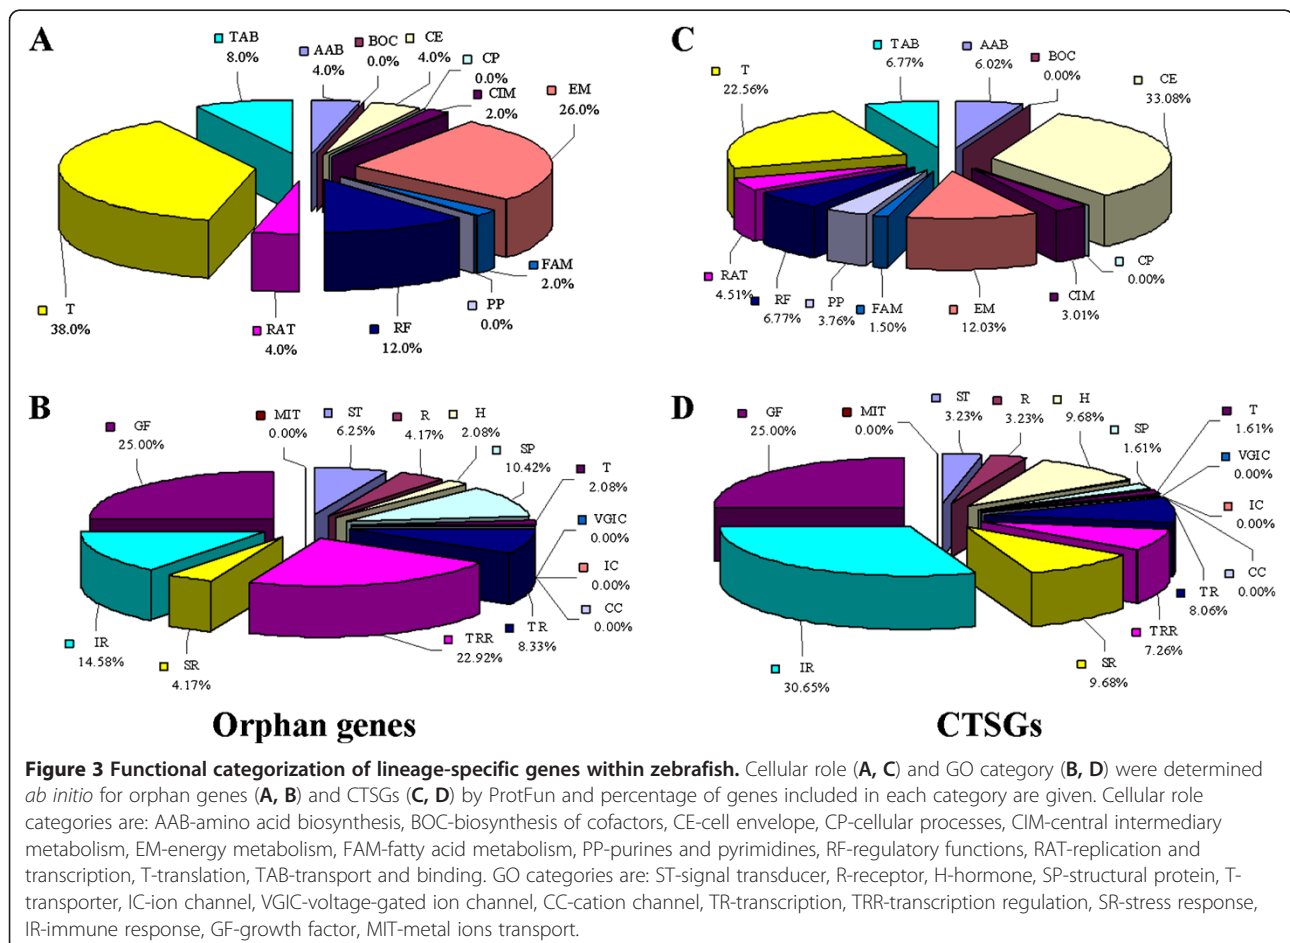 A
TAB
8.0%
AAB
4.0%
BOC
0.0%
CE
4.0%
CP
0.0%
CIM
2.0%
EM
26.0%
FAM
2.0%
PP
0.0%
RF
12.0%
RAT
4.0%
T
38.0%
C
TAB
6.77%
AAB
6.02%
BOC
0.00%
CE
33.08%
CP
0.00%
CIM
3.01%
EM
12.03%
FAM
1.50%
PP
3.76%
RF
6.77%
RAT
4.51%
T
22.56%
B
GF
25.00%
MIT
0.00%
ST
6.25%
R
4.17%
H
2.08%
SP
10.42%
T
2.08%
VGIC
0.00%
IC
0.00%
CC
0.00%
TR
8.33%
TRR
22.92%
SR
4.17%
IR
14.58%
Orphan genes
D
GF
25.00%
MIT
0.00%
ST
3.23%
R
3.23%
H
9.68%
SP
1.61%
T
1.61%
VGIC
0.00%
IC
0.00%
CC
0.00%
TR
8.06%
TRR
7.26%
SR
9.68%
IR
30.65%
CTSGs
Figure 3 Functional categorization of lineage-specific genes within zebrafish. Cellular role (A, C) and GO category (B, D) were determined
ab initio for orphan genes (A, B) and CTSGs (C, D) by ProtFun and percentage of genes included in each category are given. Cellular role
categories are: AAB-amino acid biosynthesis, BOC-biosynthesis of cofactors, CE-cell envelope, CP-cellular processes, CIM-central intermediary
metabolism, EM-energy metabolism, FAM-fatty acid metabolism, PP-purines and pyrimidines, RF-regulatory functions, RAT-replication and
transcription, T-translation, TAB-transport and binding. GO categories are: ST-signal transducer, R-receptor, H-hormone, SP-structural protein, T-
transporter, IC-ion channel, VGIC-voltage-gated ion channel, CC-cation channel, TR-transcription, TRR-transcription regulation, SR-stress response,
IR-immune response, GF-growth factor, MIT-metal ions transport.